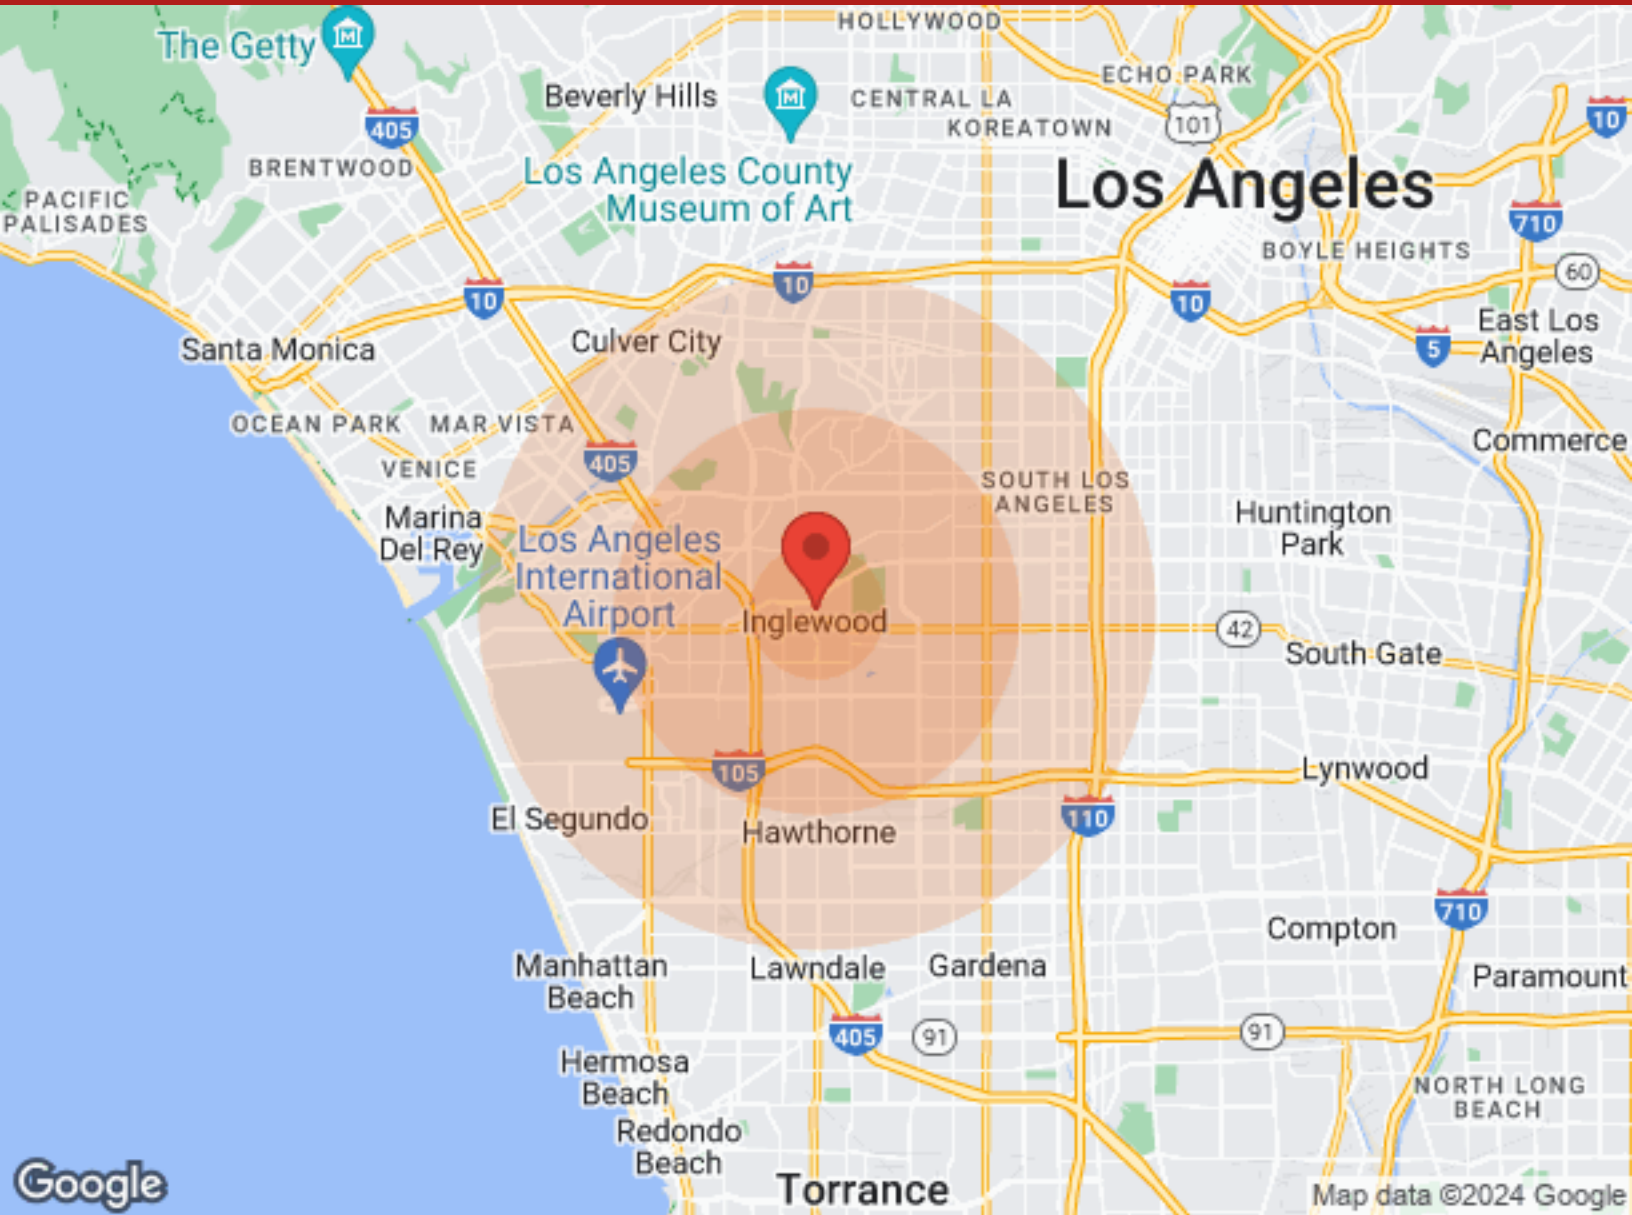 HOLLYWOOD
The Getty
ECHO PARK
Beverly Hills
CENTRAL LA
405
101
10
KOREATOWN
BRENTWOOD
Los Angeles County
Museum of Art
Los Angeles
PACIFIC
PALISADES
710
BOYLE HEIGHTS
60
10
10
10
East Los
Angeles
Culver City
Santa Monica
5
OCEAN PARK
MAR VISTA
Commerce
405
VENICE
SOUTH LOS
ANGELES
Marina
Del Rey
Huntington
Park
Los Angeles
International
Airport
Inglewood
42
South Gate
105
Lynwood
El Segundo
Hawthorne
110
710
Compton
Manhattan
Beach
Lawndale
Gardena
Paramount
405
91
91
Hermosa
Beach
NORTH LONG
BEACH
Redondo
Beach
Google
Torrance
Map data ©2024 Google